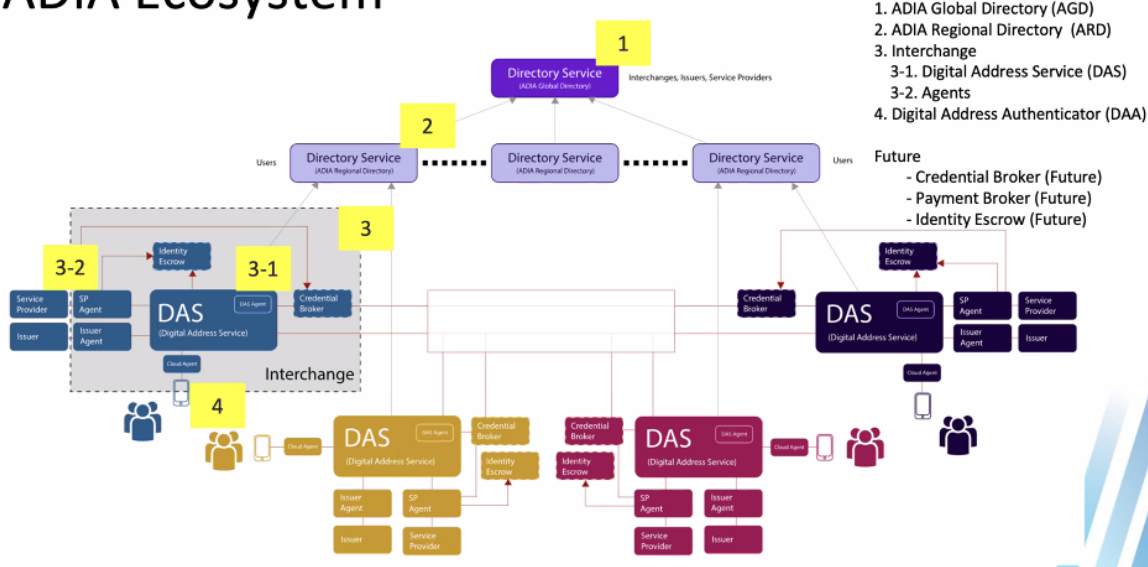 ADIA Ecosystem
1. ADIA Global Directory (AGD)
2. ADIA Regional Directory (ARD)
3. Interchange
3-1. Digital Address Service (DAS)
3-2. Agents
4. Digital Address Authenticator (DAA)
Future
- Credential Broker (Future)
- Payment Broker (Future)
- Identity Escrow (Future)
1
Directory Service
(ADIA Global Directory)
Interchanges, Issuers, Service Providers
2
Users
Directory Service
(ADIA Regional Directory)
Directory Service
(ADIA Regional Directory)
Directory Service
(ADIA Regional Directory)
Users
3
3-2
Identity
Escrow
3-1
Service
Provider
SP
Agent
DAS
DAS Agent
(Digital Address Service)
Credential
Broker
Issuer
Issuer
Agent
Cloud Agent
Interchange
4
Identity
Escrow
Credential
Broker
DAS
DAS Agent
(Digital Address Service)
SP
Agent
Service
Provider
Issuer
Agent
Issuer
Cloud Agent
Cloud Agent
DAS
DAS Agent
(Digital Address Service)
Credential
Broker
Identity
Escrow
Issuer
Agent
SP
Agent
Issuer
Service
Provider
Credential
Broker
Identity
Escrow
DAS
DAS Agent
(Digital Address Service)
Cloud Agent
SP
Agent
Issuer
Agent
Service
Provider
Issuer